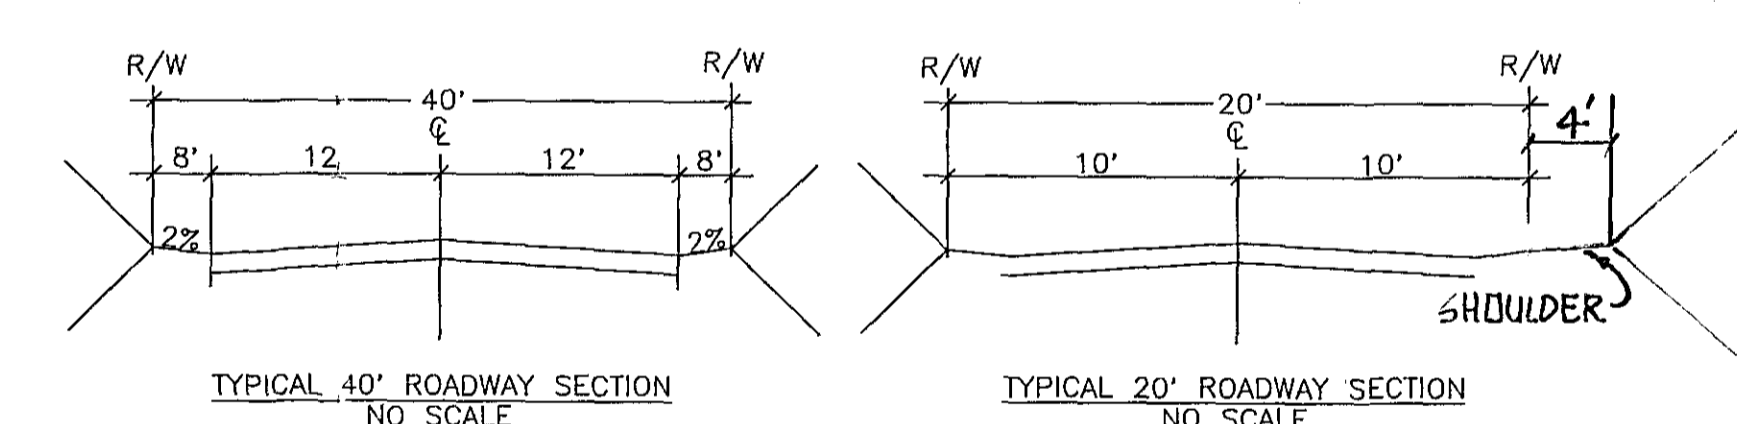 R/W R/W
40'
℄
8' 12 12' 8'
2% 2%
TYPICAL 40' ROADWAY SECTION
NO SCALE
R/W R/W
20'
4'
℄
10' 10'
SHOULDER
TYPICAL 20' ROADWAY SECTION
NO SCALE